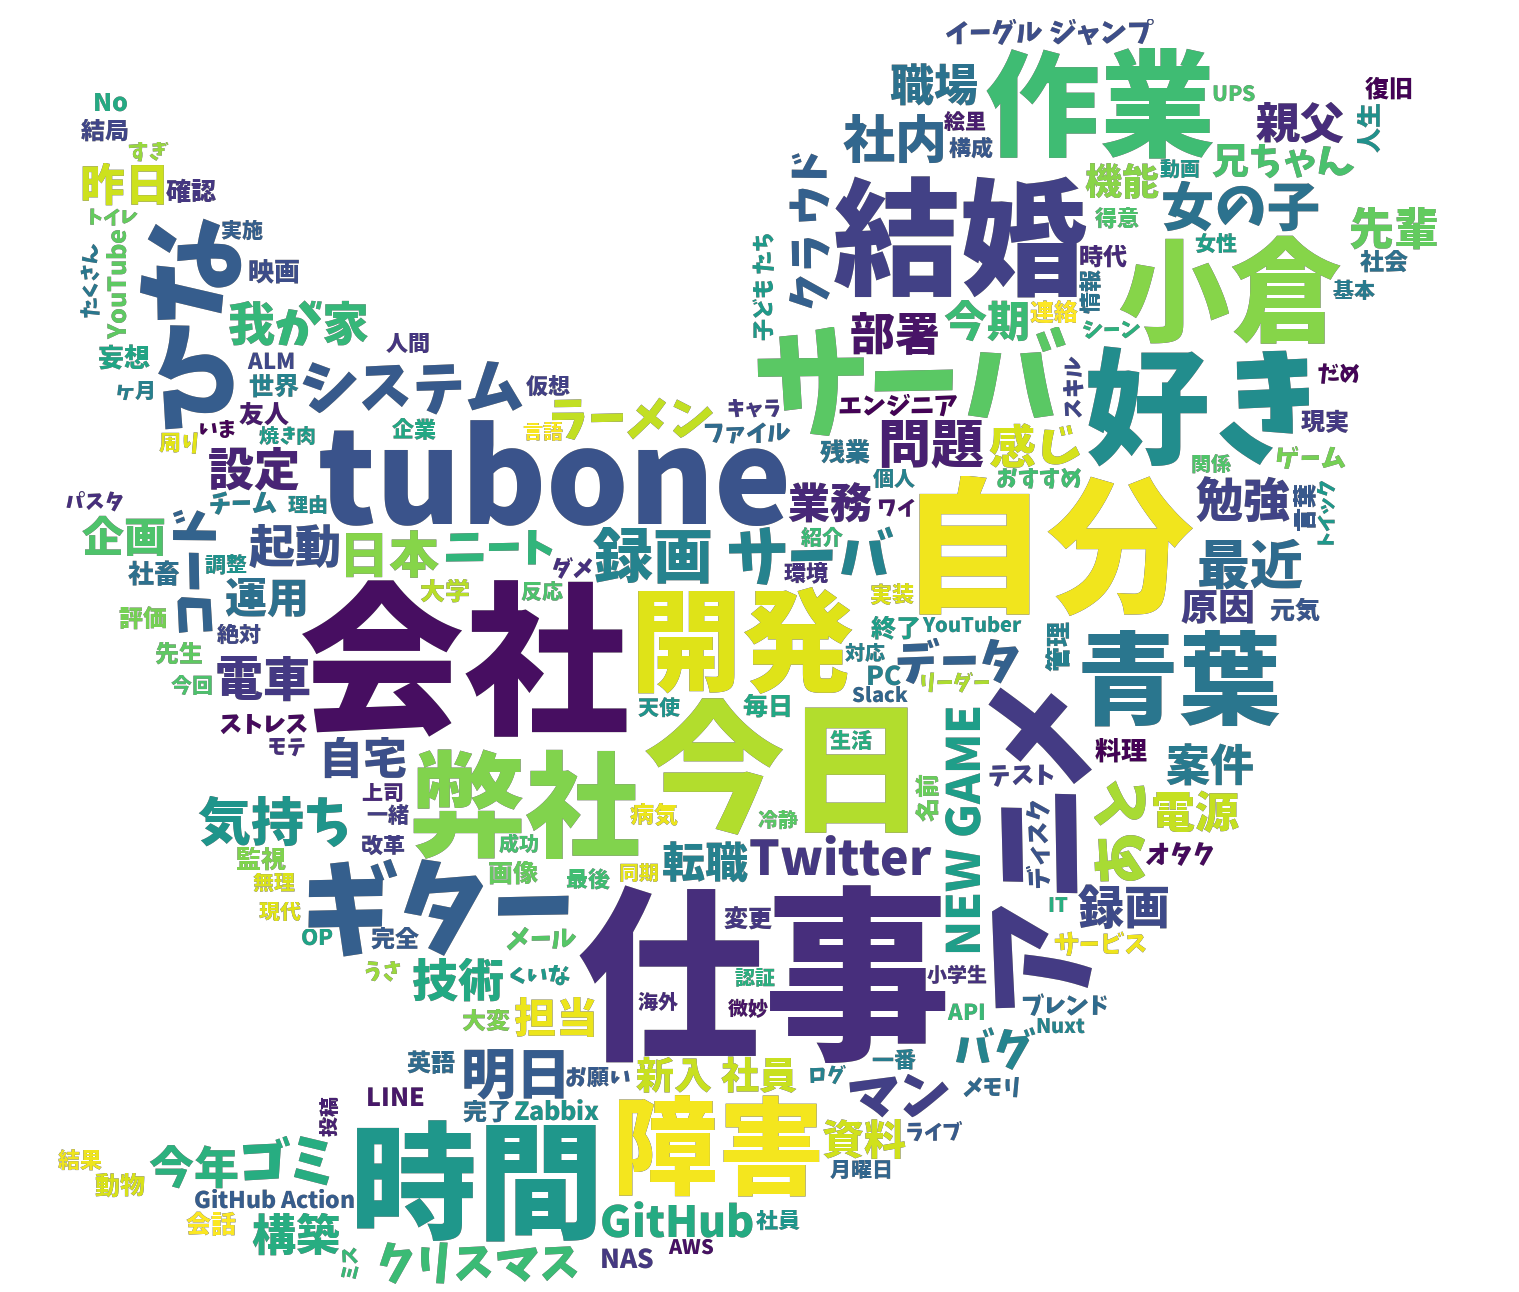 イーグル ジャンプ
職場
作業
UPS
復旧
No
結局
社内
絵里
構成
親父
人生
すぎ
昨日
確認
クラウド
機能
動画
兄ちゃん
女の子
結婚
得意
先輩
トイレ
実施
たくさん
YouTube
映画
子どもたち
時代
女性
小倉
社会
情報
基本
我が家
人間
部署
今期
連絡
シーン
妄想
ALM
世界
システム
仮想
サーバ
スキル
好き
だめ
ヶ月
友人
いま
周り
焼き肉
企業
言語
ラーメン
キャラ
ファイル
エンジニア
残業
問題
感じ
現実
関係
ゲーム
設定
tubone
個人
おすすめ
パスタ
チーム
理由
業務
ワイ
自分
勉強
言葉
トイック
企画
コード
起動
日本
ニート
録画
サーバ
紹介
環境
最近
社畜
調整
運用
大学
反応
ダメ
実装
原因
元気
評価
絶対
会社
開発
終了
YouTuber
管理
青葉
先生
電車
対応
データ
PC
リーダー
今回
Slack
天使
毎日
ストレス
モテ
自宅
弊社
今日
生活
NEW GAME
アニメ
テスト
料理
案件
上司
一緒
病気
冷静
名前
ディスク
電源
気持ち
改革
成功
転職
Twitter
オタク
監視
無理
画像
最後
同期
現代
ギター
仕事
変更
IT
録画
サービス
OP
完全
メール
うさ
技術
くいな
認証
小学生
海外
微妙
ブレンド
大変
担当
API
Nuxt
バグ
英語
明日
お願い
新入 社員
ログ
一番
マン
メモリ
LINE
投稿
完了
Zabbix
障害
資料
ライブ
月曜日
結果
動物
今年
ゴミ
時間
GitHub Action
会話
構築
GitHub
社員
ミス
クリスマス
NAS
AWS